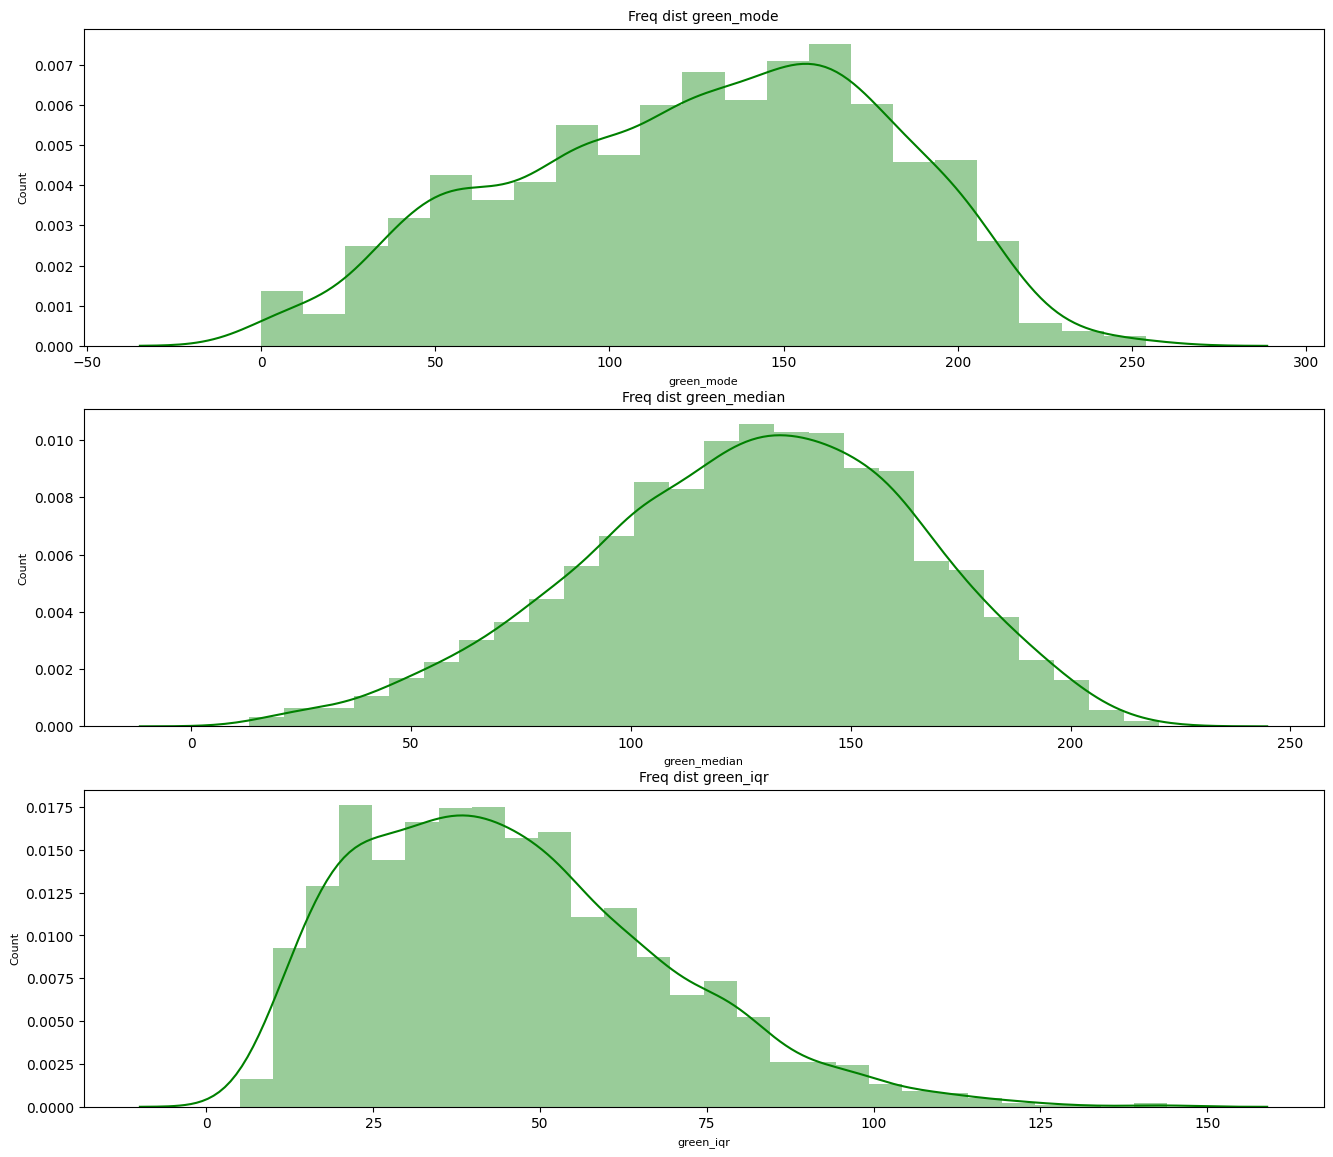 Freq dist green_mode
Count
0.007
0.006
0.005
0.004
0.003
0.002
0.001
0.000
−50 0 50 100 150 200 250 300
green_mode
Freq dist green_median
Count
0.010
0.008
0.006
0.004
0.002
0.000
0 50 100 150 200 250
green_median
Freq dist green_iqr
Count
0.0175
0.0150
0.0125
0.0100
0.0075
0.0050
0.0025
0.0000
0 25 50 75 100 125 150
green_iqr